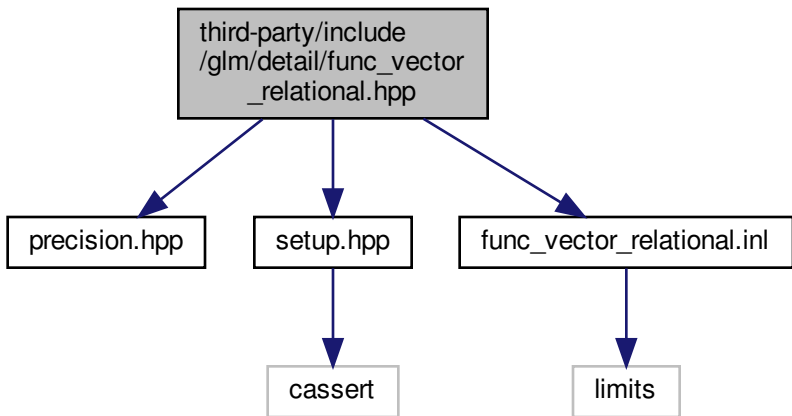 third-party/include
/glm/detail/func_vector
_relational.hpp
precision.hpp
setup.hpp
func_vector_relational.inl
cassert
limits